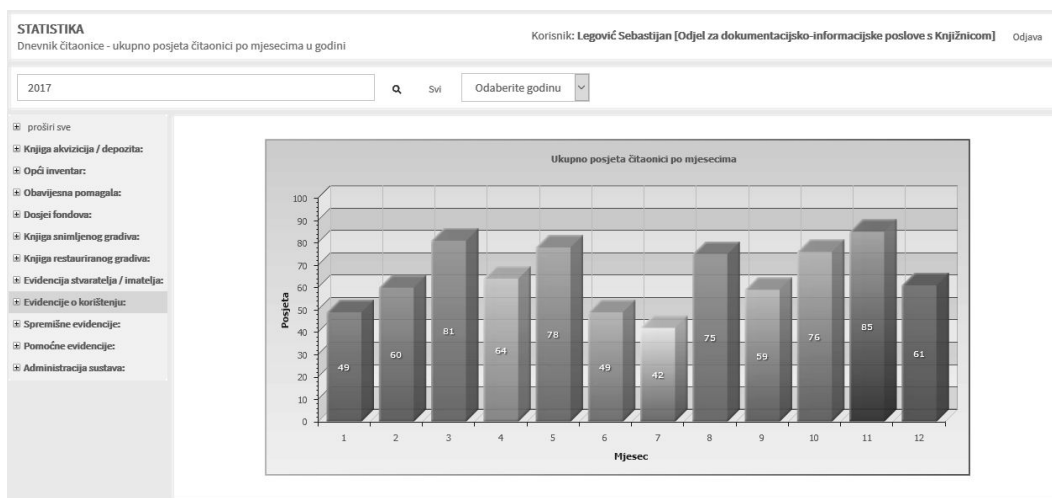 STATISTIKA
Dnevnik čitaonice - ukupno posjeta čitaonici po mjesecima u godini
Korisnik: Legović Sebastijan [Odjel za dokumentacijsko-informacijske poslove s Knjižnicom] Odjava
2017 Svi Odaberite godinu
proširi sve
Knjiga akvizicija / depozita:
Opći inventar:
Obavijesna pomagala:
Dosjei fondova:
Knjiga snimljenog gradiva:
Knjiga restauriranog gradiva:
Evidencija stvaratelja / imatelja:
Evidencije o korištenju:
Spremišne evidencije:
Pomoćne evidencije:
Administracija sustava:
Ukupno posjeta čitaonici po mjesecima
Posjeta
100
90
80
70
60
50
40
30
20
10
0
49 60 81 64 78 49 42 75 59 76 85 61
1 2 3 4 5 6 7 8 9 10 11 12
Mjesec